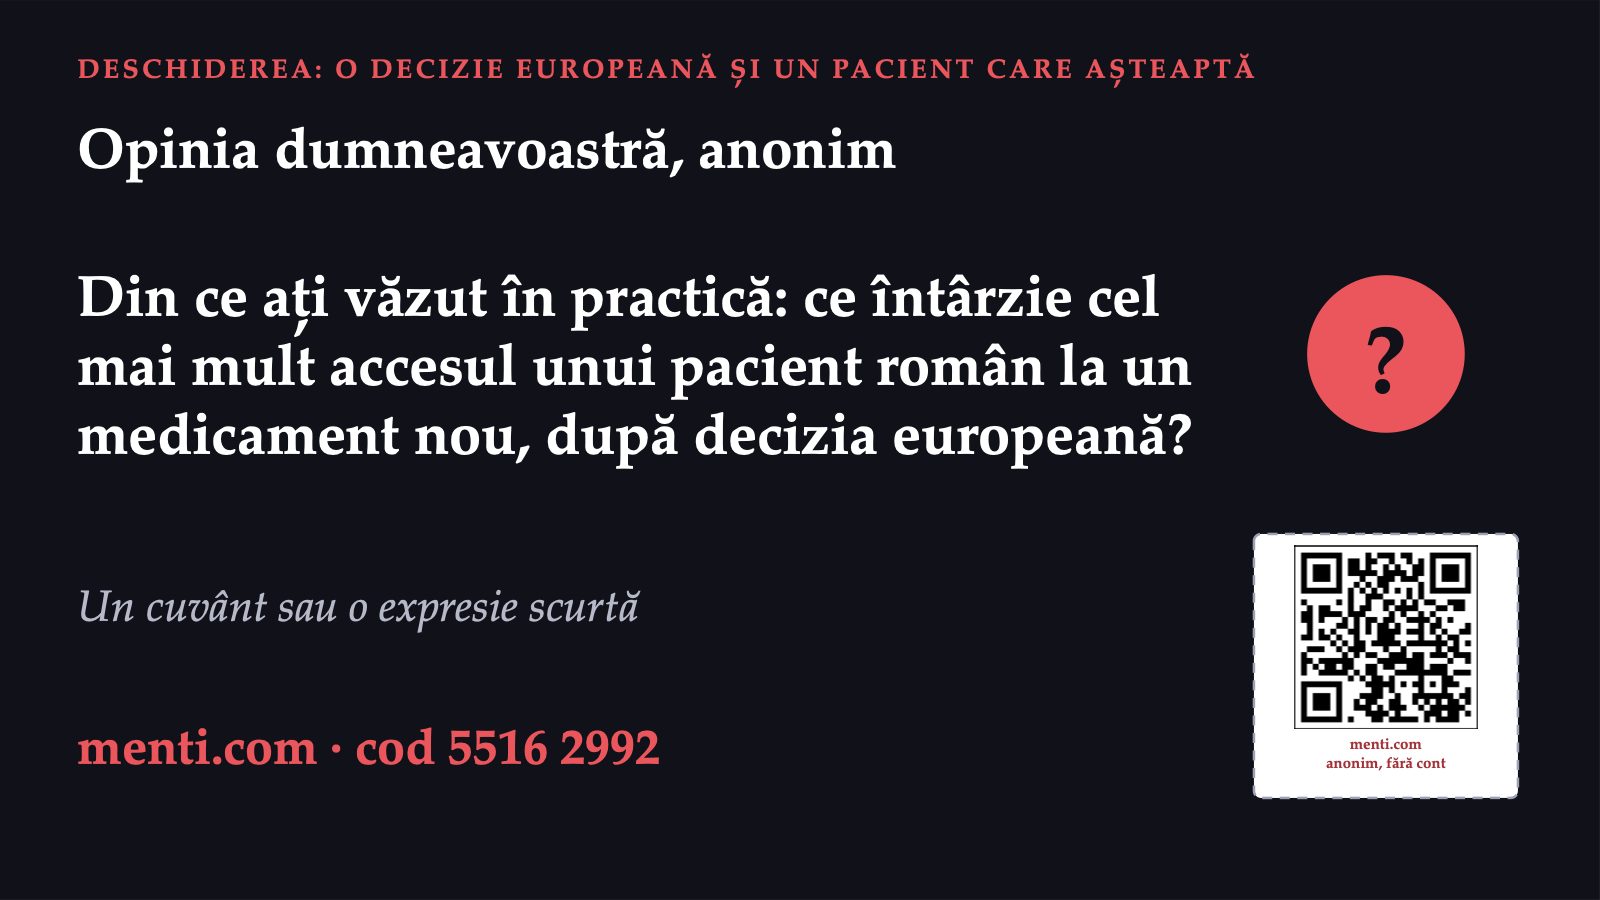 DESCHIDEREA: O DECIZIE EUROPEANĂ ȘI UN PACIENT CARE AȘTEAPTĂ
Opinia dumneavoastră, anonim
Din ce ați văzut în practică: ce întârzie cel
mai mult accesul unui pacient român la un
medicament nou, după decizia europeană?
?
Un cuvânt sau o expresie scurtă
menti.com · cod 5516 2992
menti.com
anonim, fără cont